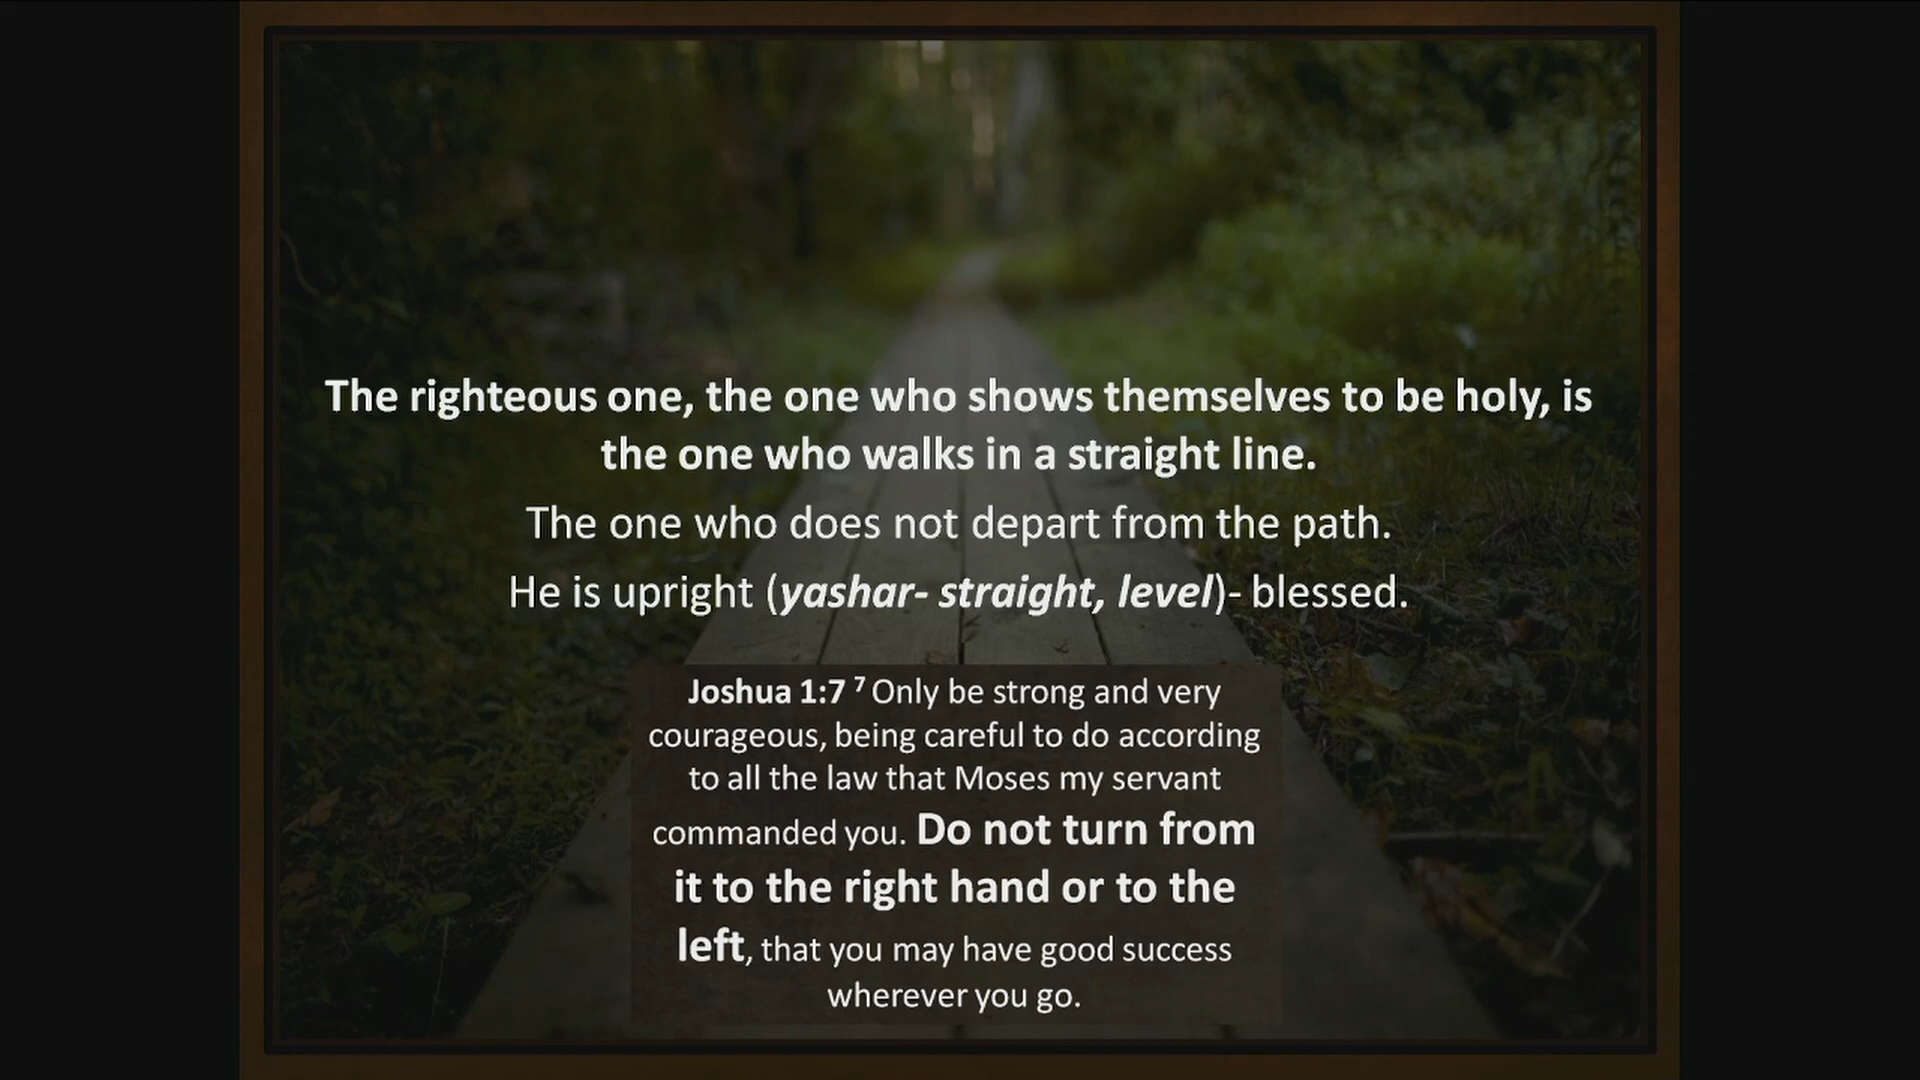 The righteous one, the one who shows themselves to be holy, is
the one who walks in a straight line.
The one who does not depart from the path.
He is upright (yashar- straight, level)- blessed.
Joshua 1:7 ⁷ Only be strong and very
courageous, being careful to do according
to all the law that Moses my servant
commanded you. Do not turn from
it to the right hand or to the
left, that you may have good success
wherever you go.